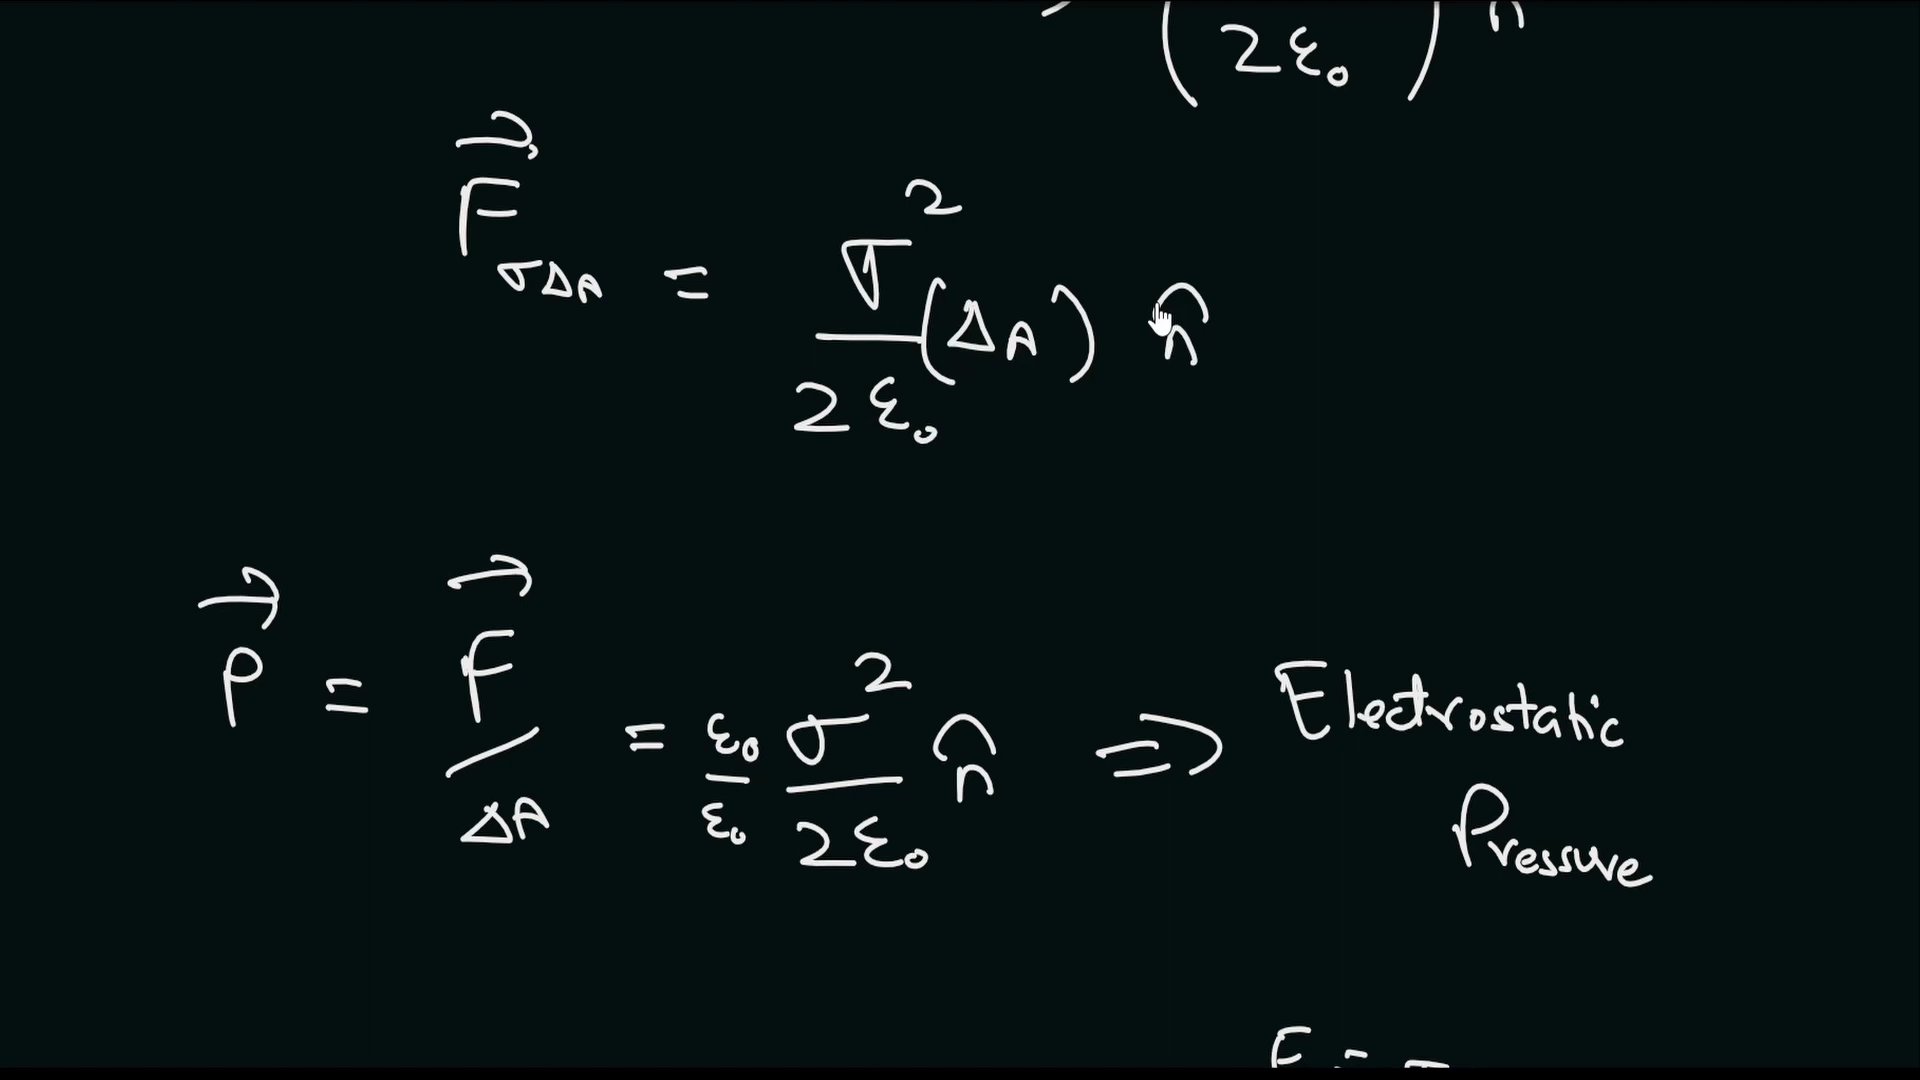 (2ε₀) n̂
F⃗_σΔA = σ²/2ε₀ (ΔA) n̂
P⃗ = F⃗/ΔA = ε₀/ε₀ σ²/2ε₀ n̂ ⇒ Electrostatic
Pressure